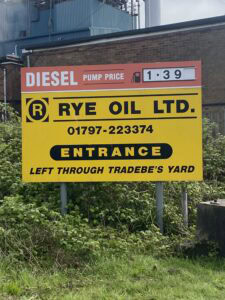 DIESEL PUMP PRICE 1·39
R RYE OIL LTD.
01797-223374
ENTRANCE
LEFT THROUGH TRADEBE'S YARD